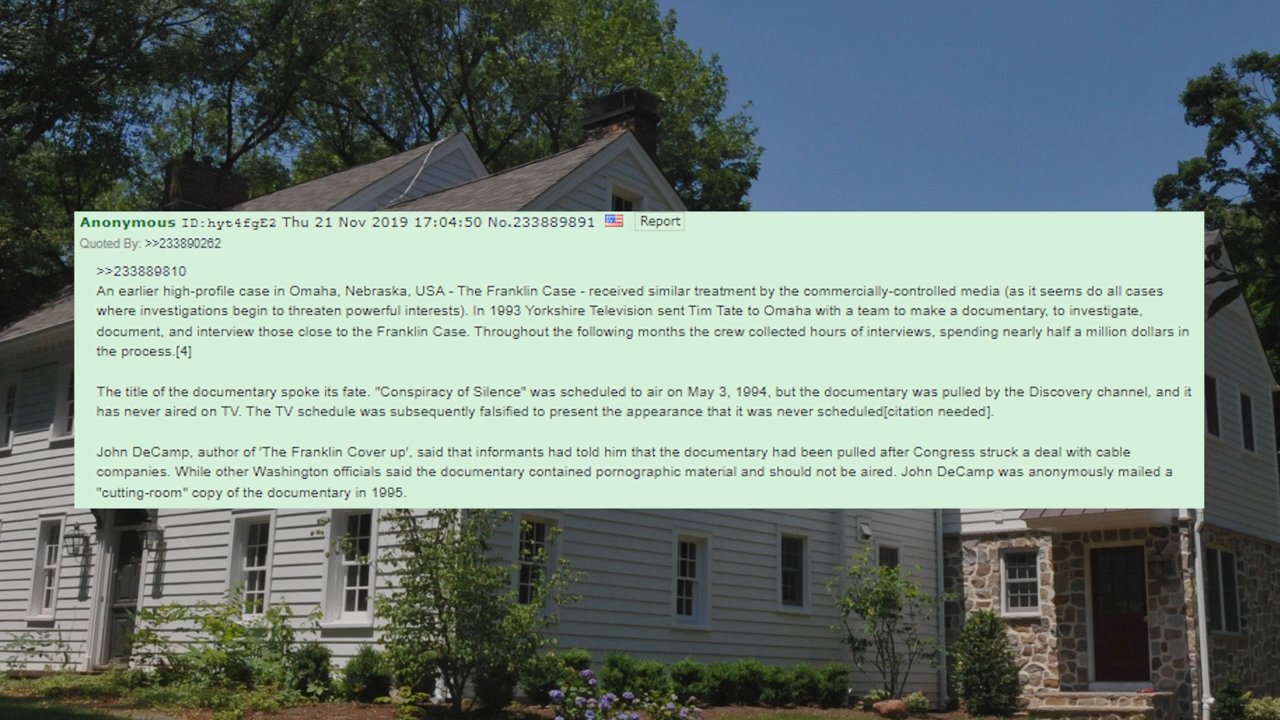 Anonymous ID:hyt4fgE2 Thu 21 Nov 2019 17:04:50 No.233889891 Report
Quoted By: >>233890262
>>233889810
An earlier high-profile case in Omaha, Nebraska, USA - The Franklin Case - received similar treatment by the commercially-controlled media (as it seems do all cases
where investigations begin to threaten powerful interests). In 1993 Yorkshire Television sent Tim Tate to Omaha with a team to make a documentary, to investigate,
document, and interview those close to the Franklin Case. Throughout the following months the crew collected hours of interviews, spending nearly half a million dollars in
the process.[4]
The title of the documentary spoke its fate. "Conspiracy of Silence" was scheduled to air on May 3, 1994, but the documentary was pulled by the Discovery channel, and it
has never aired on TV. The TV schedule was subsequently falsified to present the appearance that it was never scheduled[citation needed].
John DeCamp, author of 'The Franklin Cover up', said that informants had told him that the documentary had been pulled after Congress struck a deal with cable
companies. While other Washington officials said the documentary contained pornographic material and should not be aired. John DeCamp was anonymously mailed a
"cutting-room" copy of the documentary in 1995.